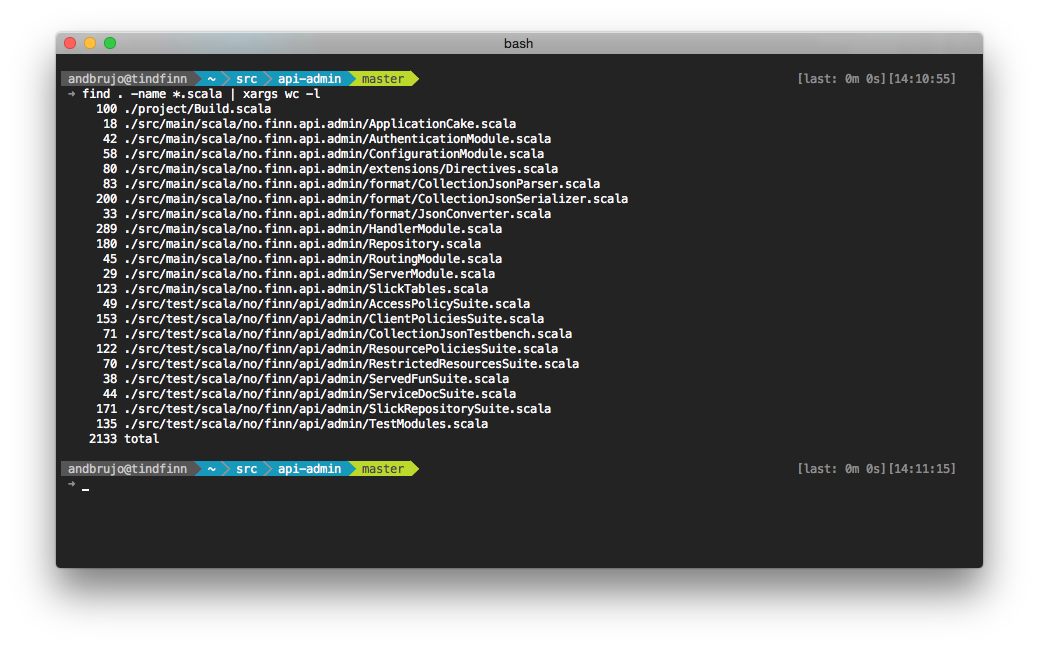 bash
andbrujo@tindfinn ~ src api-admin master [last: 0m 0s][14:10:55]
➜ find . -name *.scala | xargs wc -l
100 ./project/Build.scala
18 ./src/main/scala/no.finn.api.admin/ApplicationCake.scala
42 ./src/main/scala/no.finn.api.admin/AuthenticationModule.scala
58 ./src/main/scala/no.finn.api.admin/ConfigurationModule.scala
80 ./src/main/scala/no.finn.api.admin/extensions/Directives.scala
83 ./src/main/scala/no.finn.api.admin/format/CollectionJsonParser.scala
200 ./src/main/scala/no.finn.api.admin/format/CollectionJsonSerializer.scala
33 ./src/main/scala/no.finn.api.admin/format/JsonConverter.scala
289 ./src/main/scala/no.finn.api.admin/HandlerModule.scala
180 ./src/main/scala/no.finn.api.admin/Repository.scala
45 ./src/main/scala/no.finn.api.admin/RoutingModule.scala
29 ./src/main/scala/no.finn.api.admin/ServerModule.scala
123 ./src/main/scala/no.finn.api.admin/SlickTables.scala
49 ./src/test/scala/no/finn/api/admin/AccessPolicySuite.scala
153 ./src/test/scala/no/finn/api/admin/ClientPoliciesSuite.scala
71 ./src/test/scala/no/finn/api/admin/CollectionJsonTestbench.scala
122 ./src/test/scala/no/finn/api/admin/ResourcePoliciesSuite.scala
70 ./src/test/scala/no/finn/api/admin/RestrictedResourcesSuite.scala
38 ./src/test/scala/no/finn/api/admin/ServedFunSuite.scala
44 ./src/test/scala/no/finn/api/admin/ServiceDocSuite.scala
171 ./src/test/scala/no/finn/api/admin/SlickRepositorySuite.scala
135 ./src/test/scala/no/finn/api/admin/TestModules.scala
2133 total
andbrujo@tindfinn ~ src api-admin master [last: 0m 0s][14:11:15]
➜ _